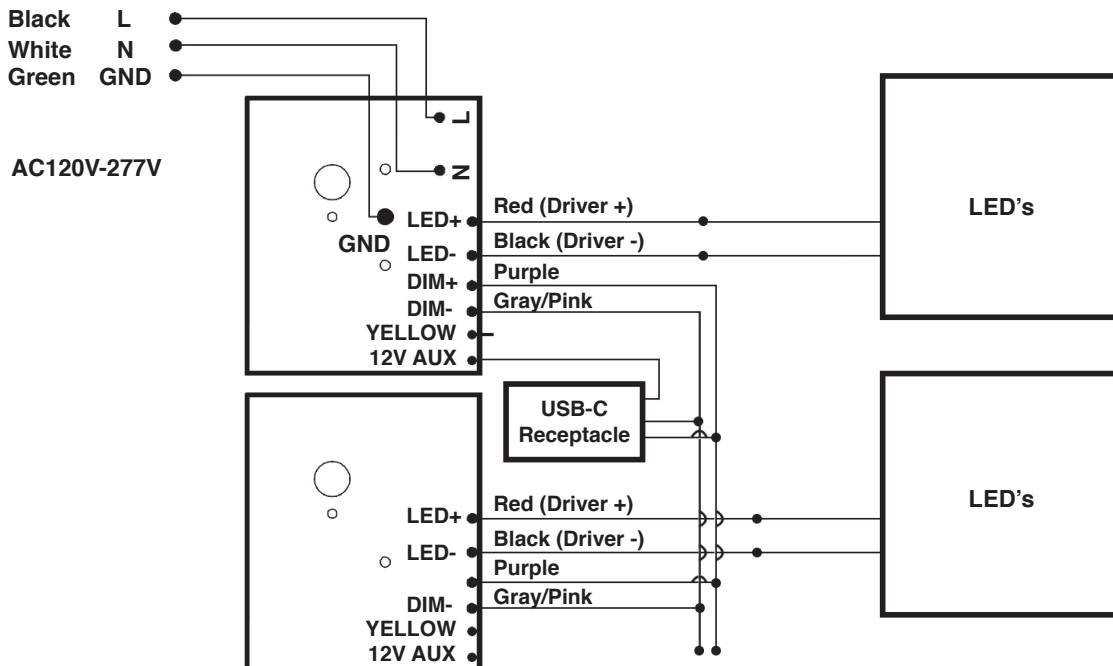 Black L
White N
Green GND
AC120V-277V
L
N
GND
LED+
LED-
DIM+
DIM-
YELLOW
12V AUX
Red (Driver +)
Black (Driver -)
Purple
Gray/Pink
LED's
USB-C
Receptacle
LED+
LED-
DIM-
YELLOW
12V AUX
Red (Driver +)
Black (Driver -)
Purple
Gray/Pink
LED's